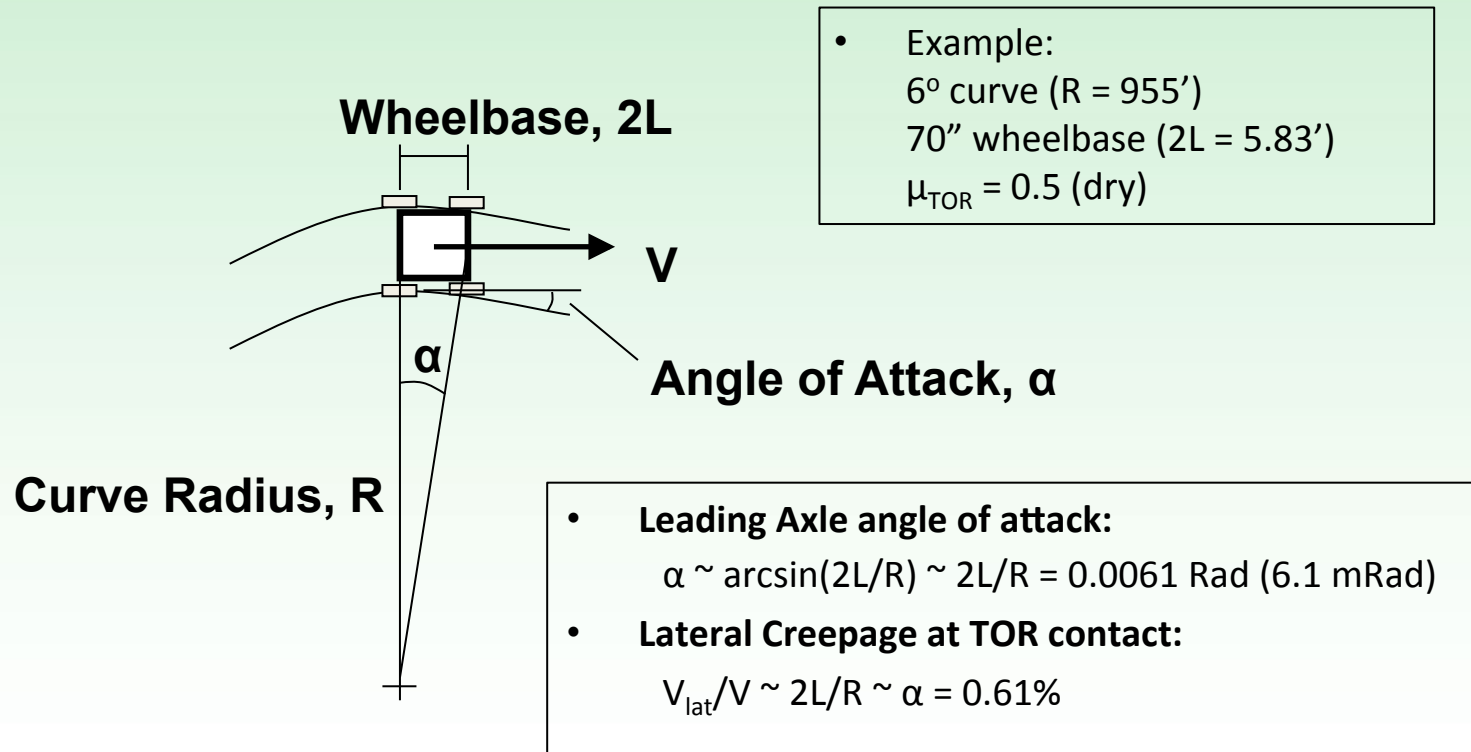 • Example:
6º curve (R = 955’)
70” wheelbase (2L = 5.83’)
μTOR = 0.5 (dry)
Wheelbase, 2L
V
α
Angle of Attack, α
Curve Radius, R
• Leading Axle angle of attack:
α ~ arcsin(2L/R) ~ 2L/R = 0.0061 Rad (6.1 mRad)
• Lateral Creepage at TOR contact:
Vlat/V ~ 2L/R ~ α = 0.61%